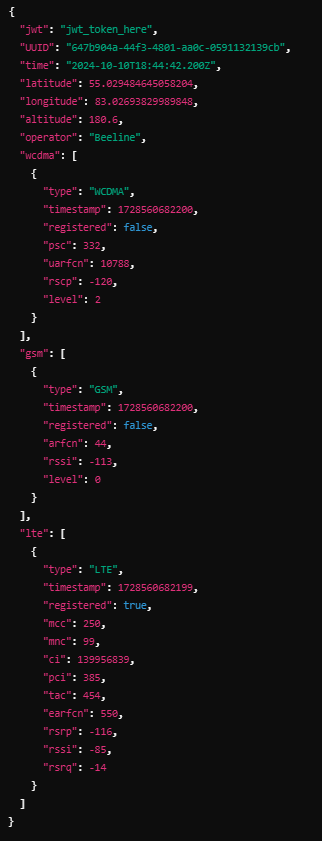 {
  "jwt": "jwt_token_here",
  "UUID": "647b904a-44f3-4801-aa0c-0591132139cb",
  "time": "2024-10-10T18:44:42.200Z",
  "latitude": 55.029484645058204,
  "longitude": 83.02693829989848,
  "altitude": 180.6,
  "operator": "Beeline",
  "wcdma": [
    {
      "type": "WCDMA",
      "timestamp": 1728560682200,
      "registered": false,
      "psc": 332,
      "uarfcn": 10788,
      "rscp": -120,
      "level": 2
    }
  ],
  "gsm": [
    {
      "type": "GSM",
      "timestamp": 1728560682200,
      "registered": false,
      "arfcn": 44,
      "rssi": -113,
      "level": 0
    }
  ],
  "lte": [
    {
      "type": "LTE",
      "timestamp": 1728560682199,
      "registered": true,
      "mcc": 250,
      "mnc": 99,
      "ci": 139956839,
      "pci": 385,
      "tac": 454,
      "earfcn": 550,
      "rsrp": -116,
      "rssi": -85,
      "rsrq": -14
    }
  ]
}